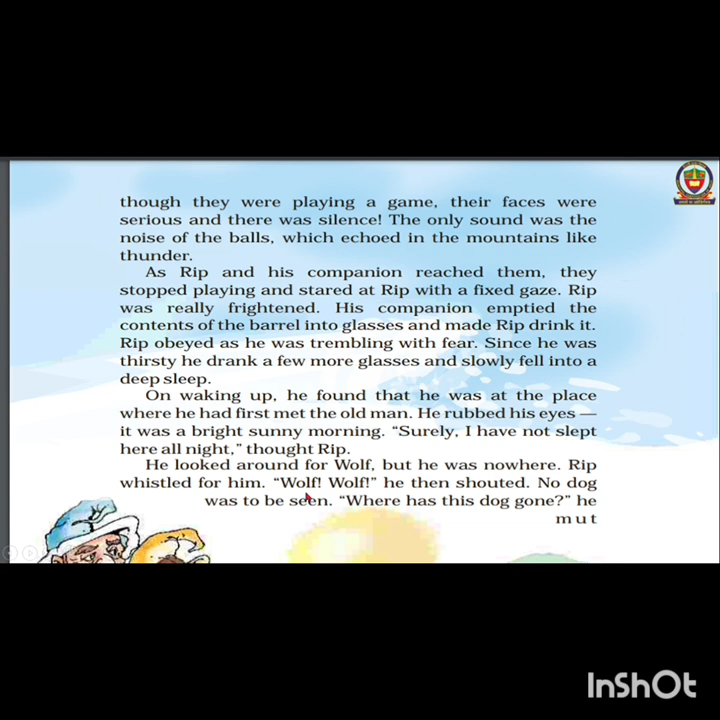 though they were playing a game, their faces were
serious and there was silence! The only sound was the
noise of the balls, which echoed in the mountains like
thunder.
As Rip and his companion reached them, they
stopped playing and stared at Rip with a fixed gaze. Rip
was really frightened. His companion emptied the
contents of the barrel into glasses and made Rip drink it.
Rip obeyed as he was trembling with fear. Since he was
thirsty he drank a few more glasses and slowly fell into a
deep sleep.
On waking up, he found that he was at the place
where he had first met the old man. He rubbed his eyes —
it was a bright sunny morning. “Surely, I have not slept
here all night,” thought Rip.
He looked around for Wolf, but he was nowhere. Rip
whistled for him. “Wolf! Wolf!” he then shouted. No dog
was to be seen. “Where has this dog gone?” he
m u t
InShOt